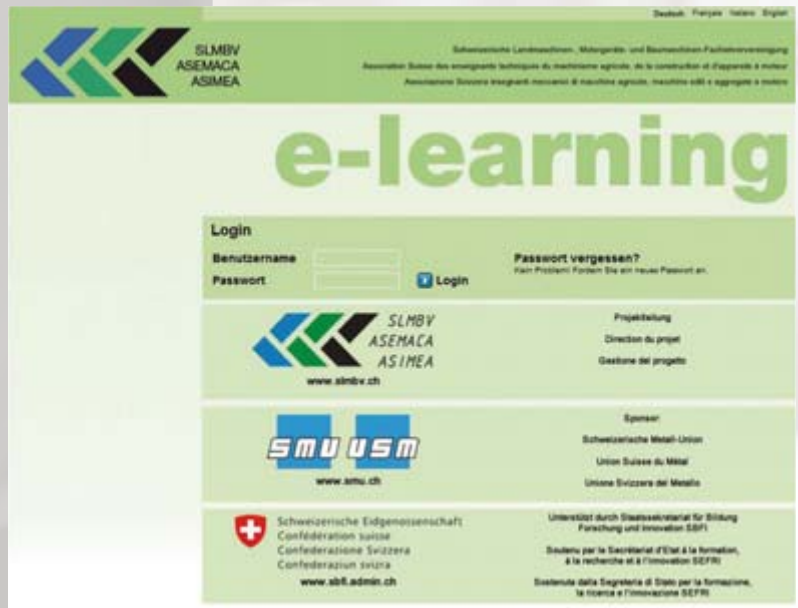 Deutsch Français Italiano English
SLMBV
ASEMACA
ASIMEA
Schweizerische Landmaschinen-, Motorgeräte- und Baumaschinen-Fachlehrervereinigung
Association Suisse des enseignants techniques du machinisme agricole, de la construction et d'appareils à moteur
Associazione Svizzera insegnanti meccanici di macchine agricole, macchine edili e aggregate a motore
e-learning
Login
Benutzername
Passwort
Login
Passwort vergessen?
Kein Problem! Fordern Sie ein neues Passwort an.
SLMBV
ASEMACA
ASIMEA
www.slmbv.ch
Projektleitung
Direction du projet
Gestione del progetto
SMU USM
www.smu.ch
Sponsor:
Schweizerische Metall-Union
Union Suisse du Métal
Unione Svizzera del Metallo
Schweizerische Eidgenossenschaft
Confédération suisse
Confederazione Svizzera
Confederaziun svizra
www.sbfi.admin.ch
Unterstützt durch Staatssekretariat für Bildung
Forschung und Innovation SBFI
Soutenu par le Secrétariat d'Etat à la formation,
à la recherche et à l'innovation SEFRI
Sostenuto dalla Segreteria di Stato per la formazione,
la ricerca e l'innovazione SEFRI